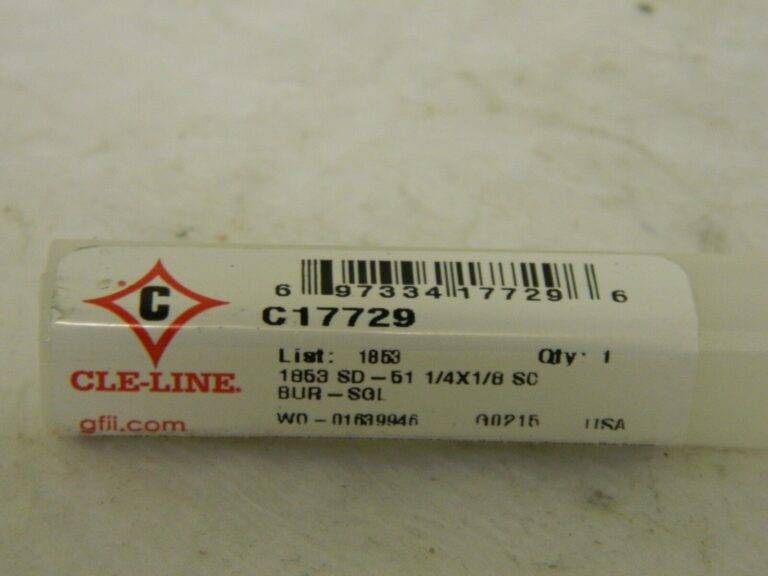 C
CLE-LINE.
gfii.com
6 97334 17729 6
C17729
List: 1853 Qty: 1
1853 SD-51 1/4X1/8 SC
BUR-SGL
WO-01639946 G0215 USA